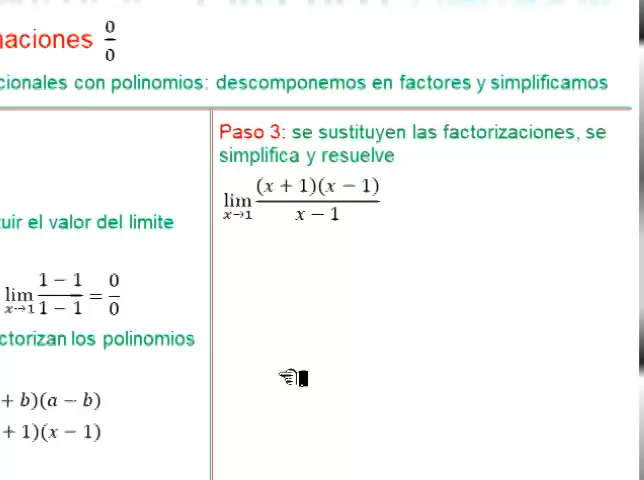 naciones 0/0
cionales con polinomios: descomponemos en factores y simplificamos
uir el valor del limite
lim x→1 (1 − 1)/(1 − 1) = 0/0
ctorizan los polinomios
+ b)(a − b)
+ 1)(x − 1)
Paso 3: se sustituyen las factorizaciones, se
simplifica y resuelve
lim x→1 (x + 1)(x − 1)/(x − 1)